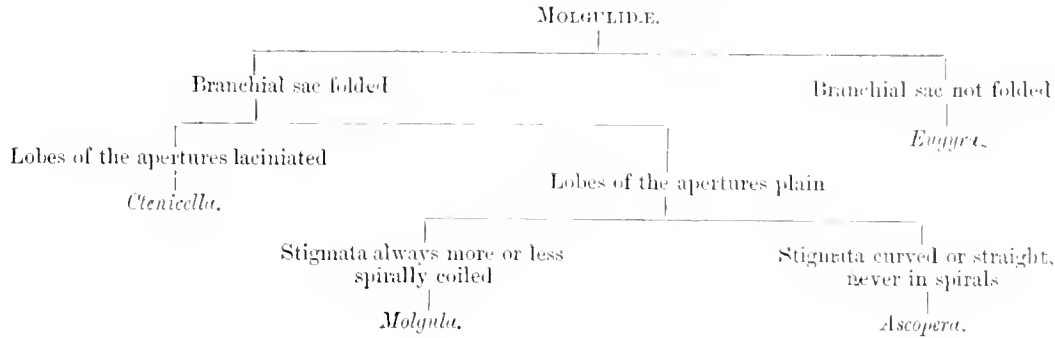 MOLGULIDÆ.
Branchial sac folded
Branchial sac not folded
Eugyra.
Lobes of the apertures laciniated
Ctenicella.
Lobes of the apertures plain
Stigmata always more or less
spirally coiled
Molgula.
Stigmata curved or straight,
never in spirals
Ascopera.